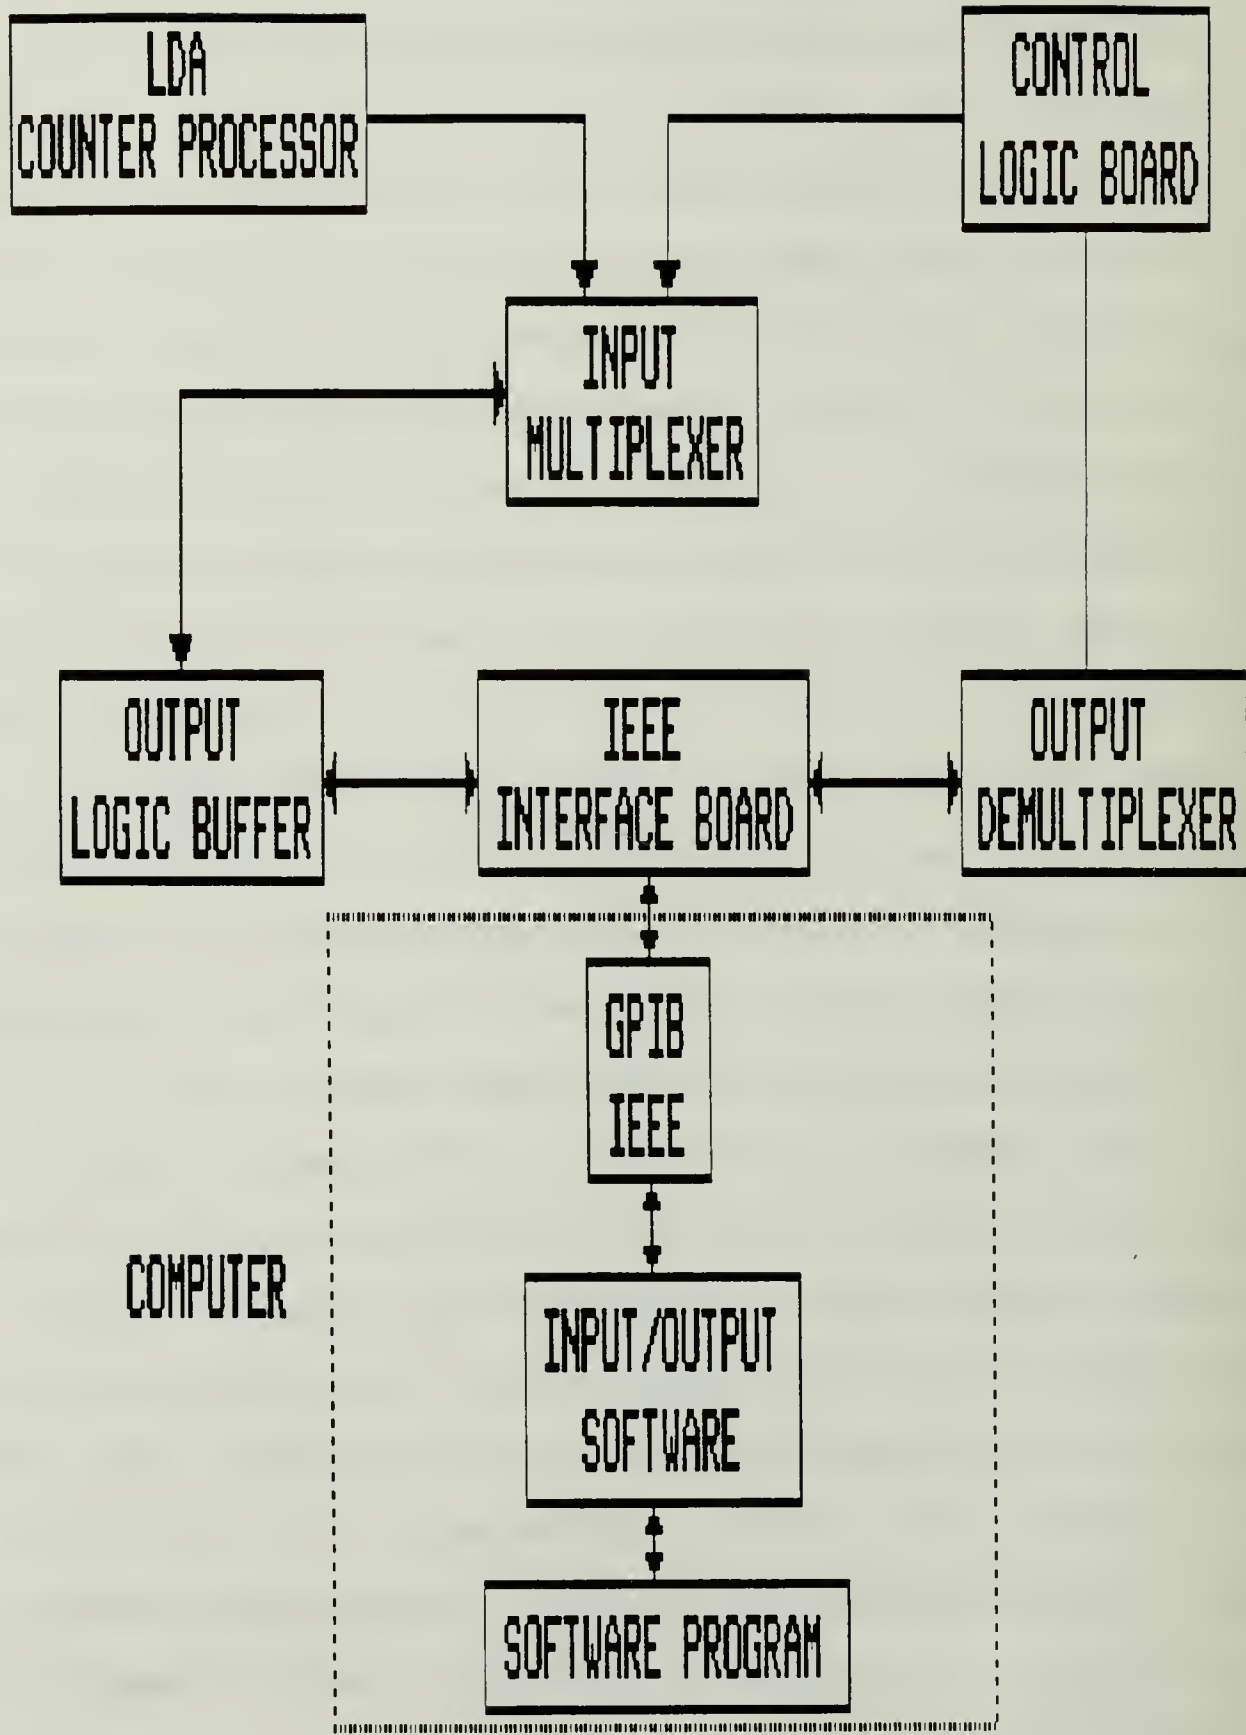 LDA
COUNTER PROCESSOR
CONTROL
LOGIC BOARD
INPUT
MULTIPLEXER
OUTPUT
LOGIC BUFFER
IEEE
INTERFACE BOARD
OUTPUT
DEMULTIPLEXER
GPIB
IEEE
COMPUTER
INPUT/OUTPUT
SOFTWARE
SOFTWARE PROGRAM